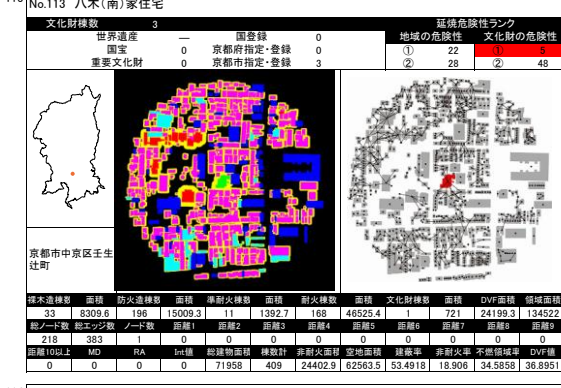 No.113 八木(南)家住宅
文化財棟数 3 延焼危険性ランク
世界遺産 — 国登録 0 地域の危険性 文化財の危険性
国宝 0 京都府指定・登録 0 ① 22 ① 5
重要文化財 0 京都市指定・登録 3 ② 28 ② 48
京都市中京区壬生
辻町
裸木造棟数 面積 防火造棟数 面積 準耐火棟数 面積 耐火棟数 面積 文化財棟数 面積 DVF面積 領域面積
33 8309.6 196 15009.3 11 1392.7 168 46525.4 1 721 24199.3 134522
総ノード数 総エッジ数 ノード数 距離1 距離2 距離3 距離4 距離5 距離6 距離7 距離8 距離9
218 383 1 0 0 0 0 0 0 0 0 0
距離10以上 MD RA Int値 総建物面積 棟数計 非耐火面積 空地面積 建蔽率 非耐火率 不燃領域率 DVF値
0 0 0 0 71958 409 24402.9 62563.5 53.4918 18.906 34.5858 36.8951